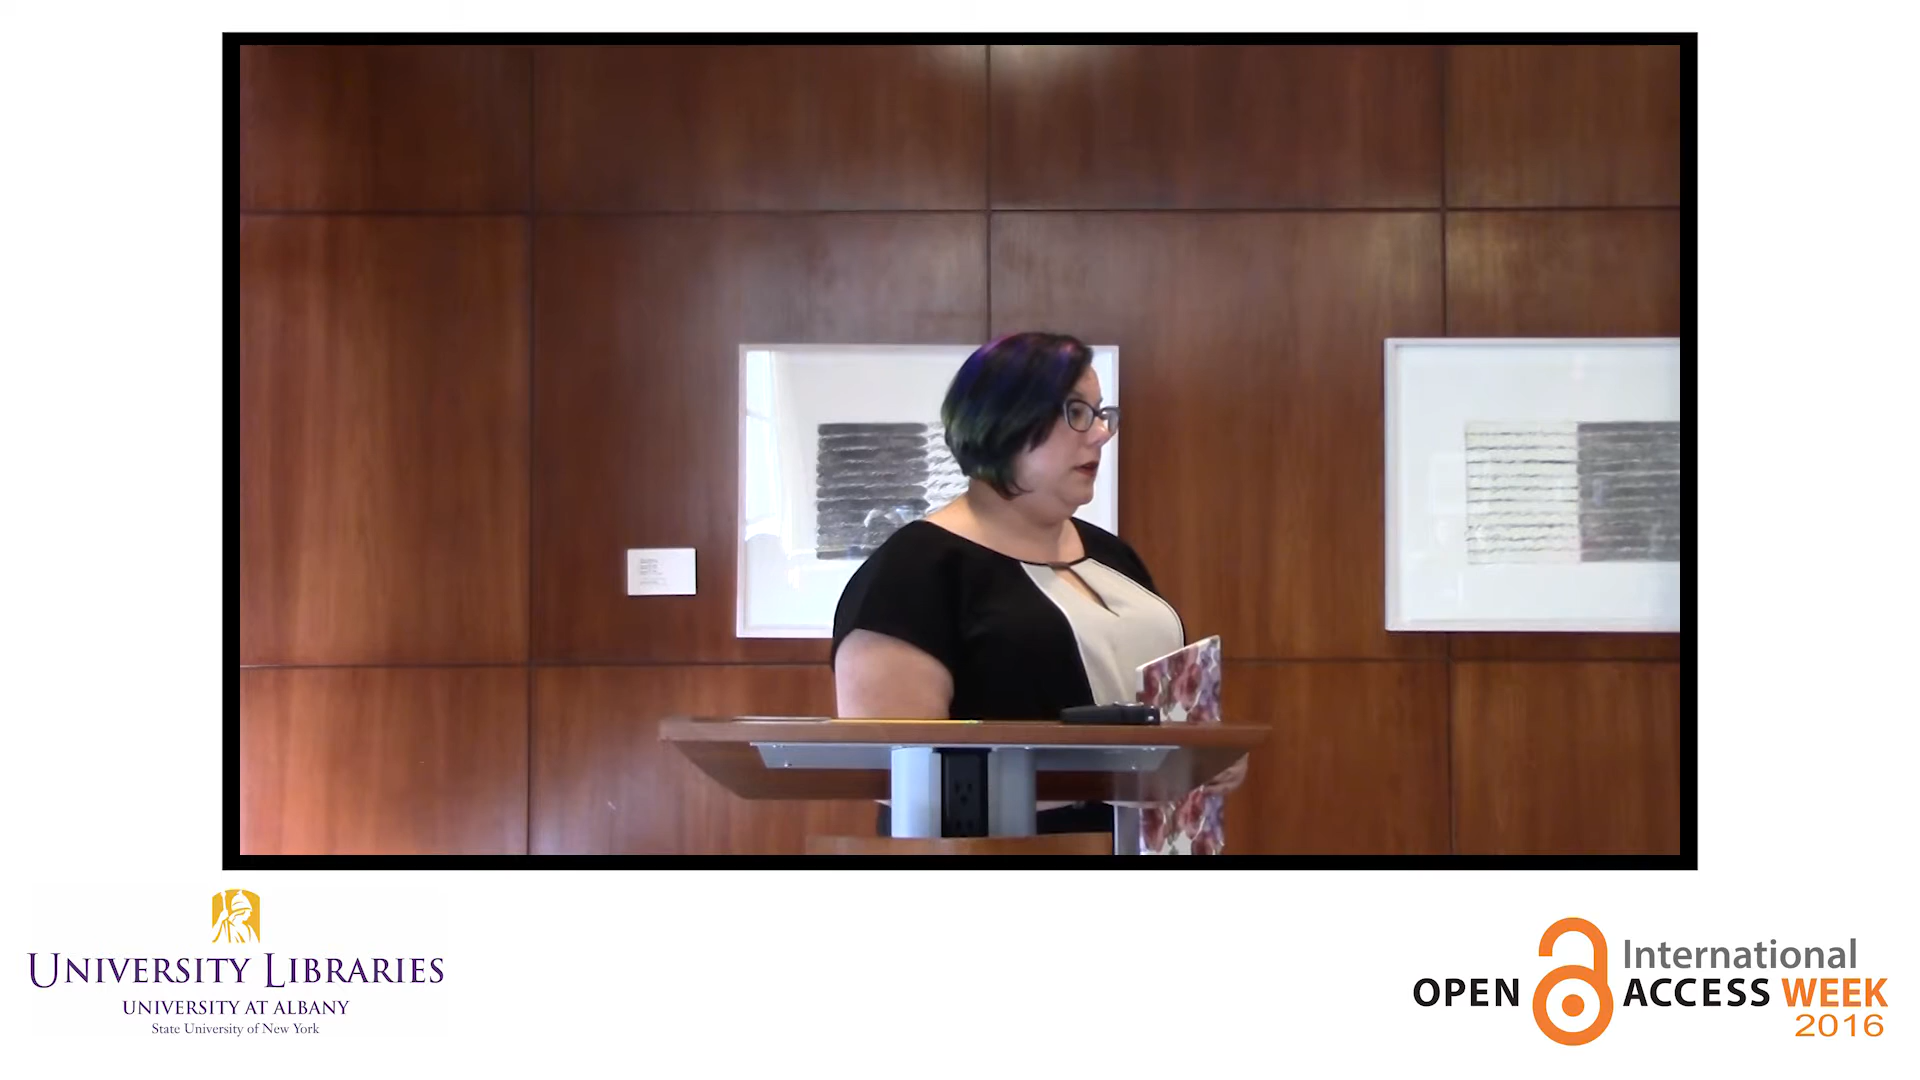 UNIVERSITY LIBRARIES
UNIVERSITY AT ALBANY
State University of New York
International
OPEN ACCESS WEEK
2016